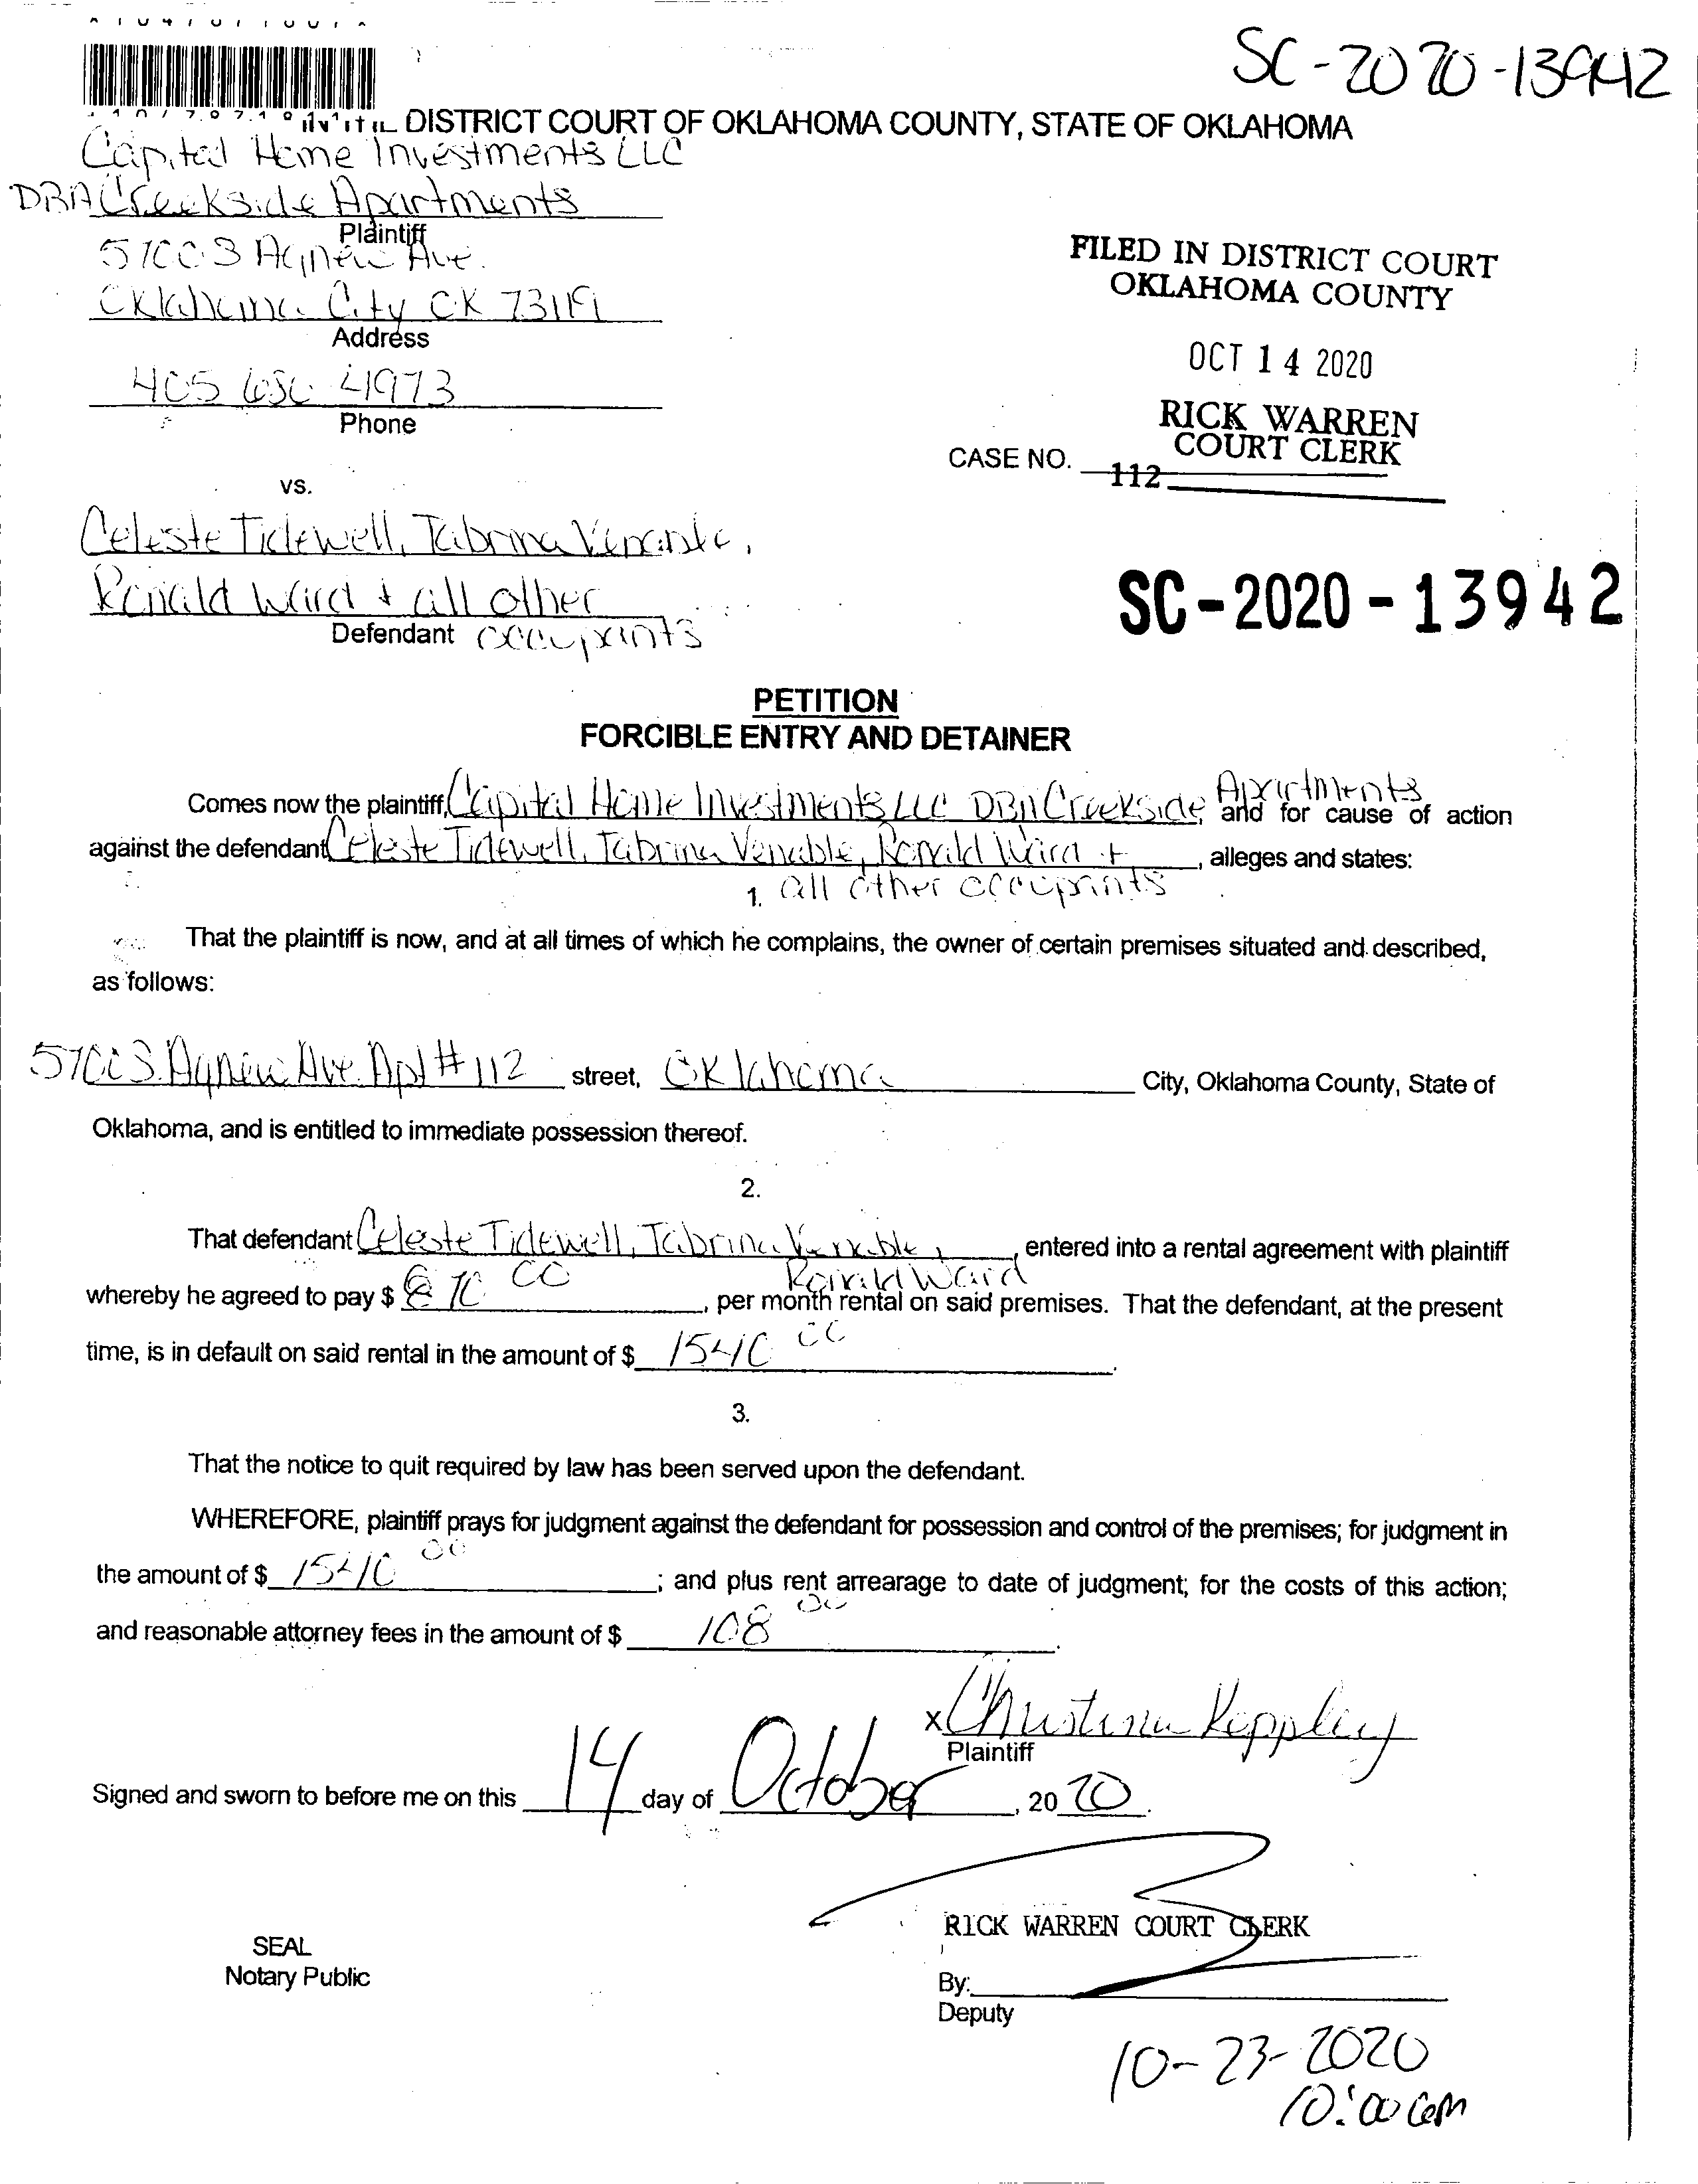 SC-2020-13942
DISTRICT COURT OF OKLAHOMA COUNTY, STATE OF OKLAHOMA
Capital Home Investments LLC
DBA Creekside Apartments
Plaintiff
5700 S Agnew Ave.
Oklahoma City OK 73119
Address
405 4973
Phone
FILED IN DISTRICT COURT
OKLAHOMA COUNTY
OCT 14 2020
RICK WARREN
COURT CLERK
CASE NO.
112
vs.
Celeste Tidewell, Tabrina Venable,
Ronald Ward + all other
Defendant occupants
SC-2020-13942
PETITION
FORCIBLE ENTRY AND DETAINER
Comes now the plaintiff, Capital Home Investments LLC DBA Creekside Apartments and for cause of action
against the defendant Celeste Tidewell, Tabrina Venable, Ronald Ward + , alleges and states:
1. all other occupants
That the plaintiff is now, and at all times of which he complains, the owner of certain premises situated and described,
as follows:
5700 S. Agnew Ave. Apt # 112 street, Oklahoma City, Oklahoma County, State of
Oklahoma, and is entitled to immediate possession thereof.
2.
That defendant Celeste Tidewell, Tabrina Venable, Ronald Ward, entered into a rental agreement with plaintiff
whereby he agreed to pay $ 70 00, per month rental on said premises. That the defendant, at the present
time, is in default on said rental in the amount of $ 1540 00.
3.
That the notice to quit required by law has been served upon the defendant.
WHEREFORE, plaintiff prays for judgment against the defendant for possession and control of the premises; for judgment in
the amount of $ 1540 00; and plus rent arrearage to date of judgment; for the costs of this action;
and reasonable attorney fees in the amount of $ 108 00.
x Christina Keppley
Plaintiff
Signed and sworn to before me on this 14 day of October, 2020.
RICK WARREN COURT CLERK
SEAL
Notary Public
By:
Deputy
10-23-2020
10:00 am